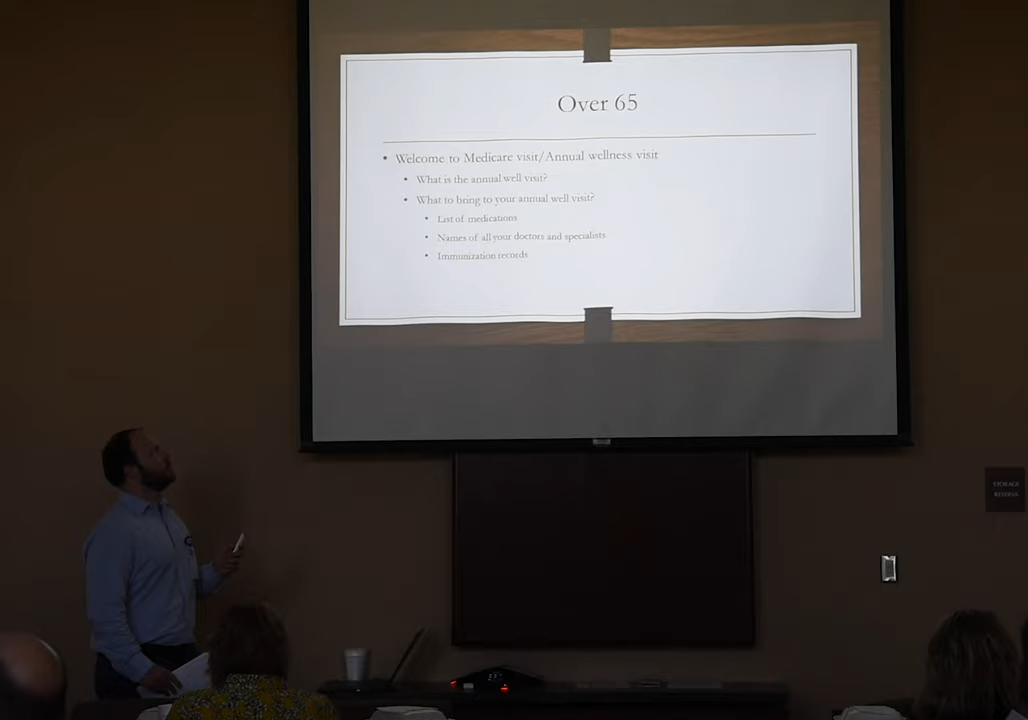 Over 65
• Welcome to Medicare visit/Annual wellness visit
• What is the annual well visit?
• What to bring to your annual well visit?
• List of medications
• Names of all your doctors and specialists
• Immunization records
STORAGE